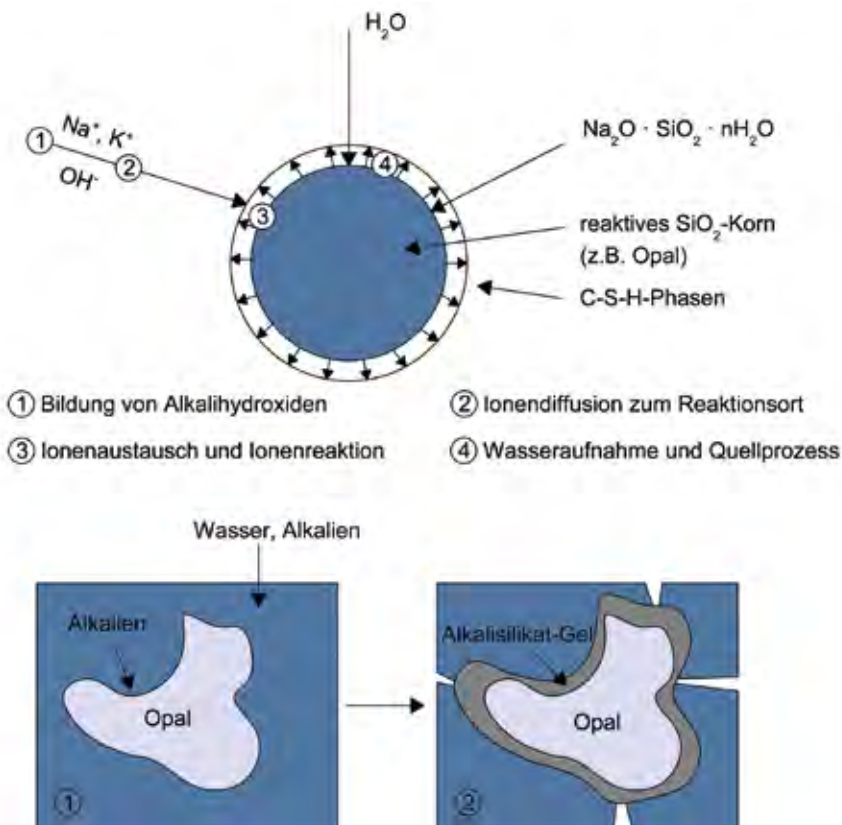 H₂O
① Na⁺, K⁺
OH⁻ ②
④
③
Na₂O · SiO₂ · nH₂O
reaktives SiO₂-Korn
(z.B. Opal)
C-S-H-Phasen
① Bildung von Alkalihydroxiden
② Ionendiffusion zum Reaktionsort
③ Ionenaustausch und Ionenreaktion
④ Wasseraufnahme und Quellprozess
Wasser, Alkalien
Alkalien
Opal
①
Alkalisilikat-Gel
Opal
②